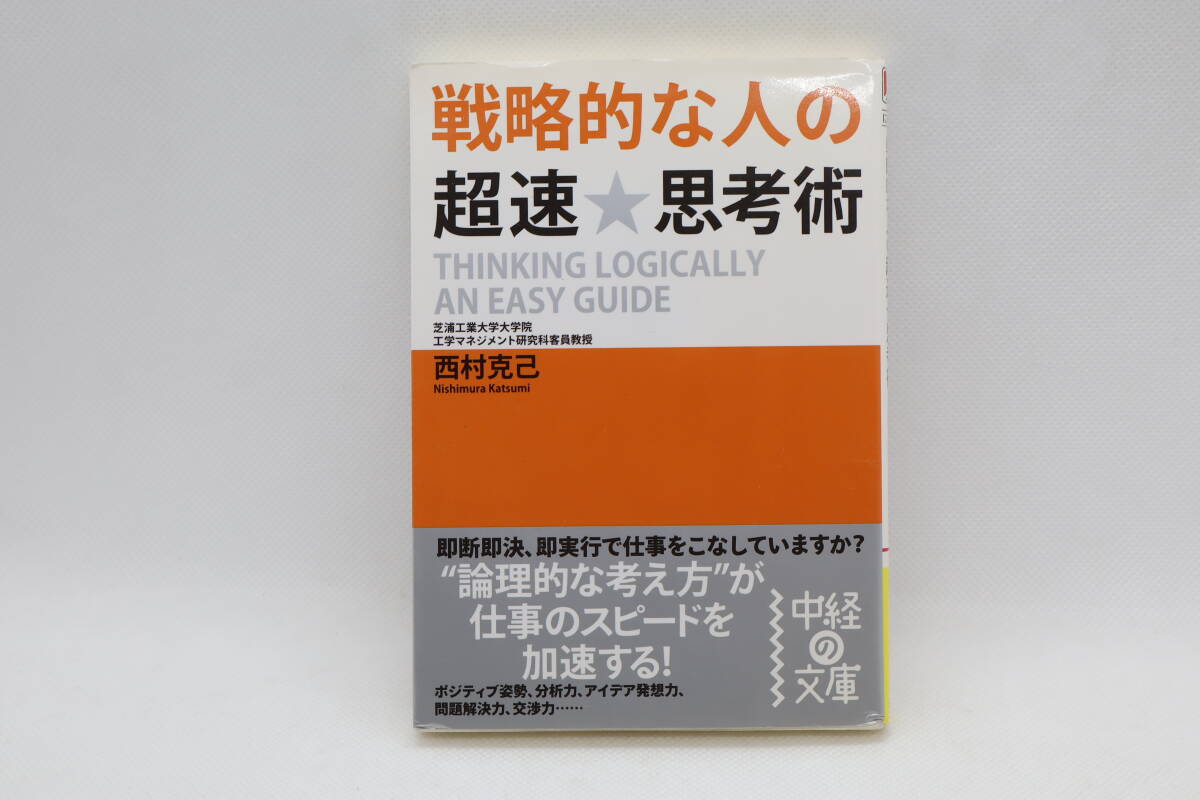 戦略的な人の
超速★思考術
THINKING LOGICALLY
AN EASY GUIDE
芝浦工業大学大学院
工学マネジメント研究科客員教授
西村克己
Nishimura Katsumi
即断即決、即実行で仕事をこなしていますか?
“論理的な考え方”が
仕事のスピードを
加速する!
ポジティブ姿勢、分析力、アイデア発想力、
問題解決力、交渉力……
中経
の
文庫